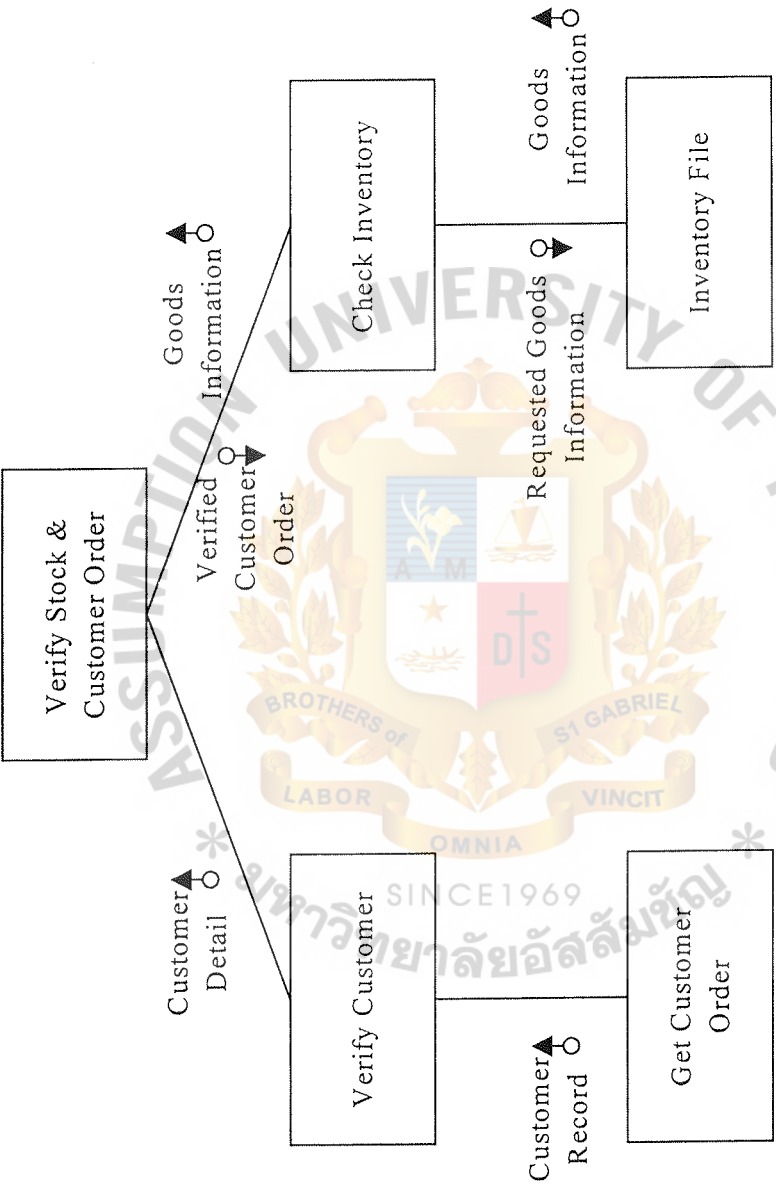 Verify Stock &
Customer Order
Customer
Detail
Verified
Customer
Order
Goods
Information
Verify Customer
Check Inventory
Customer
Record
Requested Goods
Information
Goods
Information
Get Customer
Order
Inventory File
ASSUMPTION UNIVERSITY OF
A M
D S
BROTHERS of
S1 GABRIEL
LABOR
OMNIA
VINCIT
SINCE1969
* มหาวิทยาลัยอัสสัมชัญ *